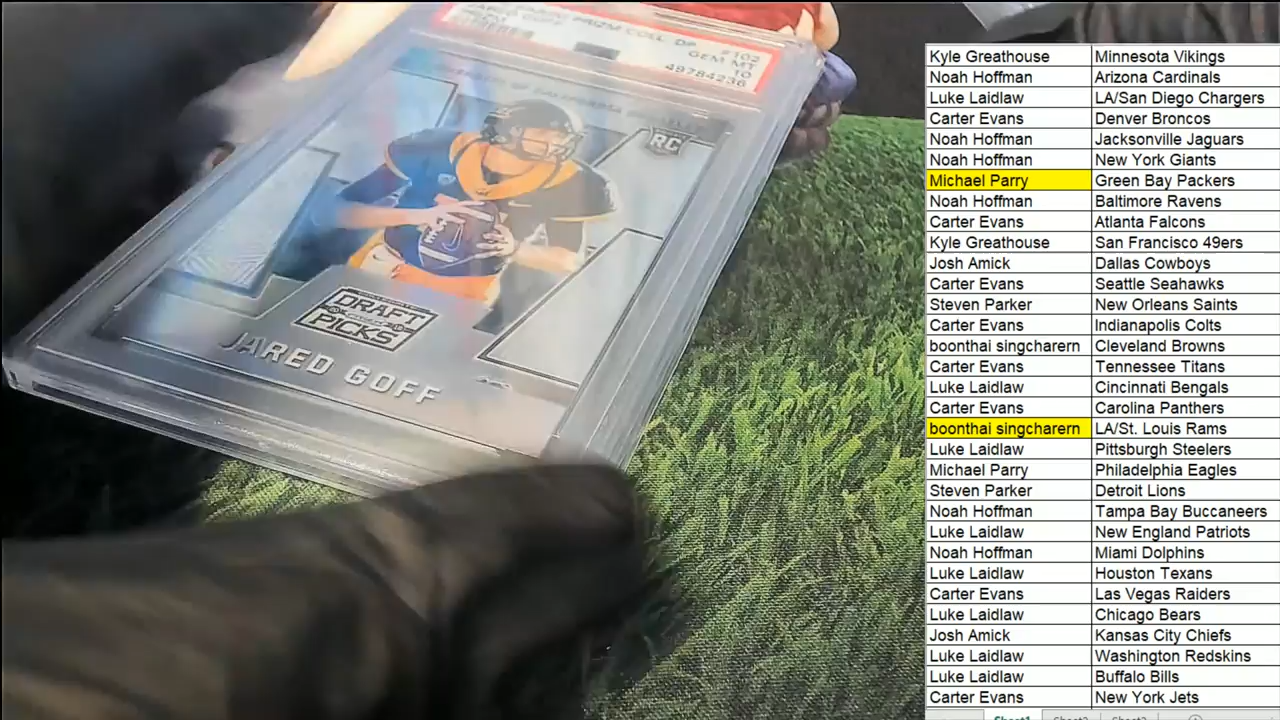 PRIZM COLL. DP #102
JARED GOFF GEM MT
10
49784236
RC
DRAFT
PICKS
JARED GOFF
Kyle Greathouse Minnesota Vikings
Noah Hoffman Arizona Cardinals
Luke Laidlaw LA/San Diego Chargers
Carter Evans Denver Broncos
Noah Hoffman Jacksonville Jaguars
Noah Hoffman New York Giants
Michael Parry Green Bay Packers
Noah Hoffman Baltimore Ravens
Carter Evans Atlanta Falcons
Kyle Greathouse San Francisco 49ers
Josh Amick Dallas Cowboys
Carter Evans Seattle Seahawks
Steven Parker New Orleans Saints
Carter Evans Indianapolis Colts
boonthai singcharern Cleveland Browns
Carter Evans Tennessee Titans
Luke Laidlaw Cincinnati Bengals
Carter Evans Carolina Panthers
boonthai singcharern LA/St. Louis Rams
Luke Laidlaw Pittsburgh Steelers
Michael Parry Philadelphia Eagles
Steven Parker Detroit Lions
Noah Hoffman Tampa Bay Buccaneers
Luke Laidlaw New England Patriots
Noah Hoffman Miami Dolphins
Luke Laidlaw Houston Texans
Carter Evans Las Vegas Raiders
Luke Laidlaw Chicago Bears
Josh Amick Kansas City Chiefs
Luke Laidlaw Washington Redskins
Luke Laidlaw Buffalo Bills
Carter Evans New York Jets